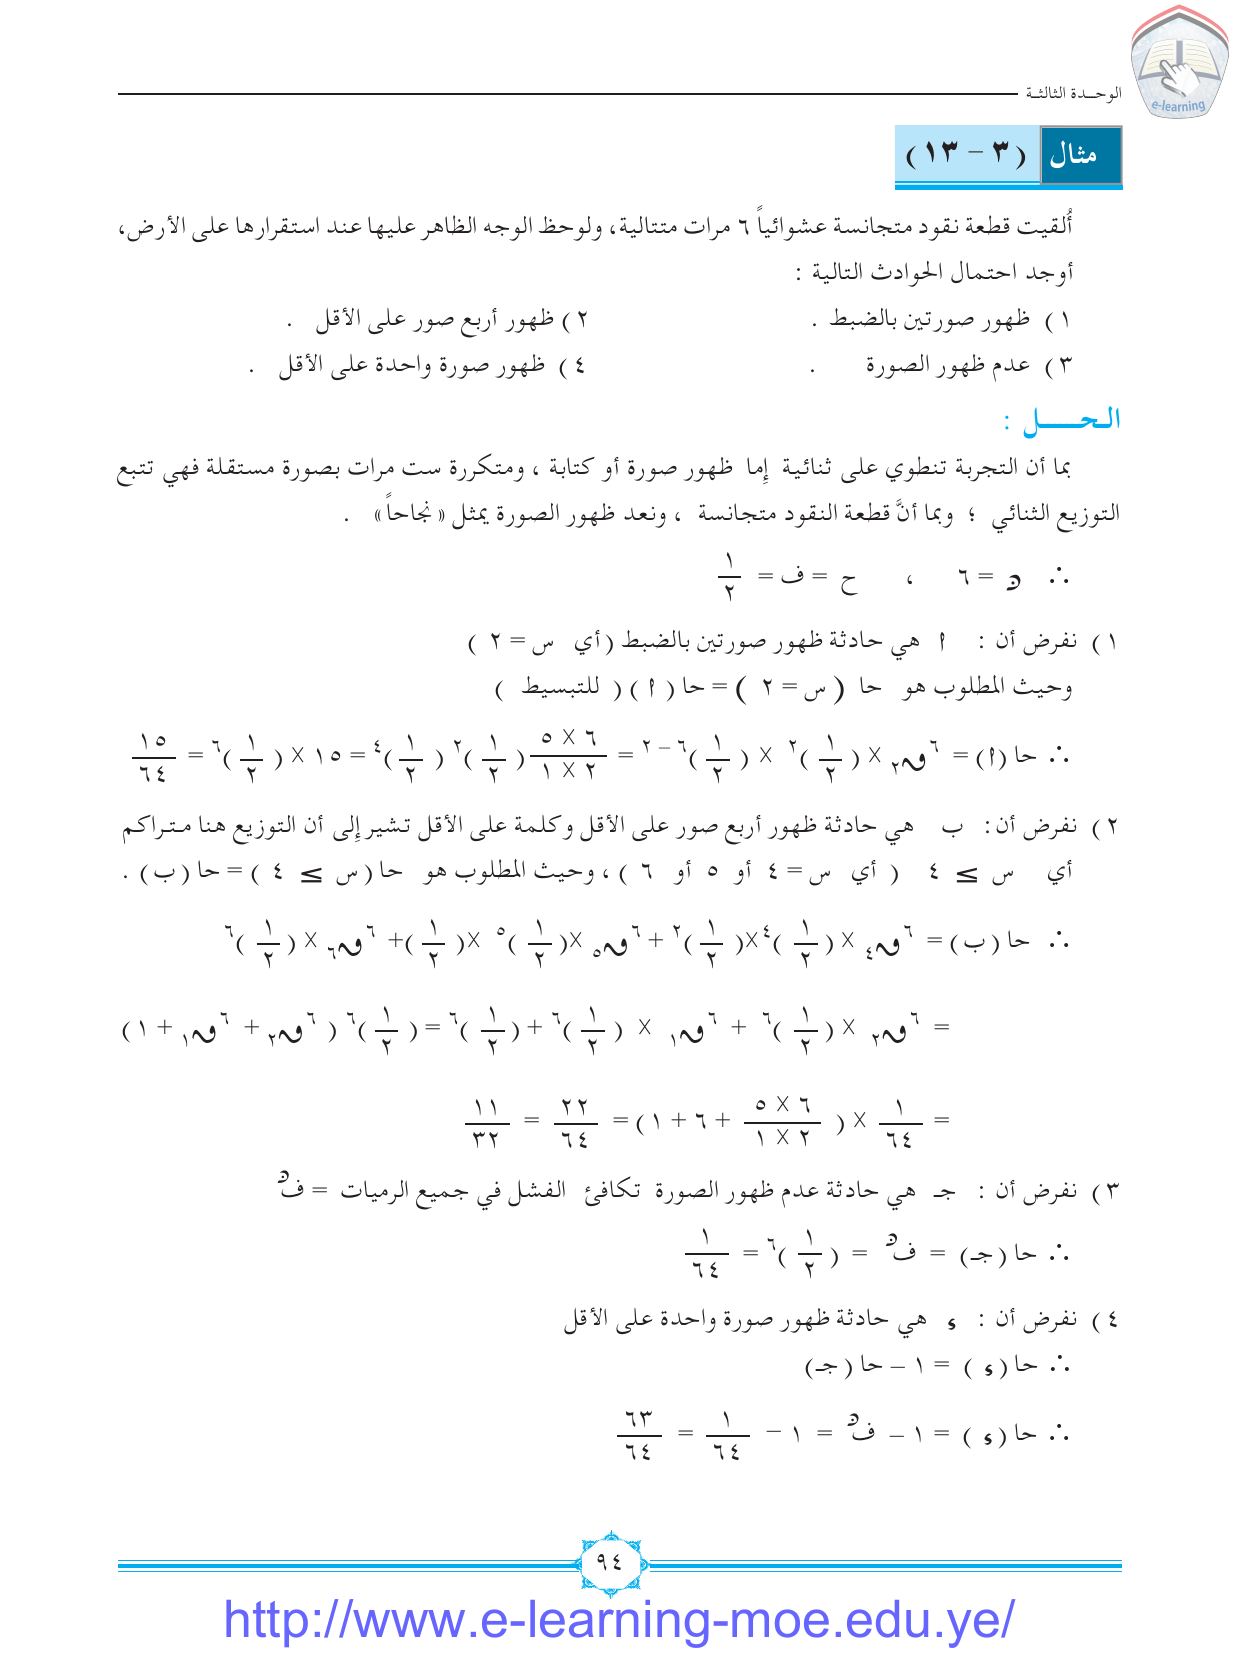 e-learning
الوحــدة الثالثـة
مثال (٣ – ١٣)
أُلقيت قطعة نقود متجانسة عشوائياً ٦ مرات متتالية، ولوحظ الوجه الظاهر عليها عند استقرارها على الأرض،
أوجد احتمال الحوادث التالية :
١) ظهور صورتين بالضبط . ٢) ظهور أربع صور على الأقل .
٣) عدم ظهور الصورة . ٤) ظهور صورة واحدة على الأقل .
الـحـــــل :
بما أن التجربة تنطوي على ثنائية إما ظهور صورة أو كتابة ، ومتكررة ست مرات بصورة مستقلة فهي تتبع
التوزيع الثنائي ؛ وبما أنَّ قطعة النقود متجانسة ، ونعد ظهور الصورة يمثل «نجاحاً» .
∴ ن = ٦ ، ح = ف = ١/٢
١) نفرض أن : ا هي حادثة ظهور صورتين بالضبط (أي س = ٢ )
وحيث المطلوب هو حا (س = ٢ ) = حا ( ا ) ( للتبسيط )
∴ حا (ا) = ٦ق٢ × (١/٢)٢ × (١/٢)٦ – ٢ = ٦ × ٥/٢ × ١ (١/٢)٢ (١/٢)٤ = ١٥ × (١/٢)٦ = ١٥/٦٤
٢) نفرض أن: ب هي حادثة ظهور أربع صور على الأقل وكلمة على الأقل تشير إلى أن التوزيع هنا متراكم
أي س ≥ ٤ ( أي س = ٤ أو ٥ أو ٦ ) ، وحيث المطلوب هو حا (س ≥ ٤ ) = حا (ب) .
∴ حا (ب) = ٦ق٤ × (١/٢)٤×(١/٢)٢ + ٦ق٥ ×(١/٢)٥ ×(١/٢)+ ٦ق٦ × (١/٢)٦
= ٦ق٢ × (١/٢)٦ + ٦ق١ × (١/٢)٦ + (١/٢)٦ = (١/٢)٦ ( ٦ق٢ + ٦ق١ + ١)
= ١/٦٤ × ( ٦ × ٥/٢ × ١ + ٦ + ١) = ٢٢/٦٤ = ١١/٣٢
٣) نفرض أن : جـ هي حادثة عدم ظهور الصورة تكافئ الفشل في جميع الرميات = فن
∴ حا (جـ) = فن = (١/٢)٦ = ١/٦٤
٤) نفرض أن : ء هي حادثة ظهور صورة واحدة على الأقل
∴ حا (ء) = ١ – حا (جـ)
∴ حا (ء) = ١ – فن = ١ – ١/٦٤ = ٦٣/٦٤
٩٤
http://www.e-learning-moe.edu.ye/